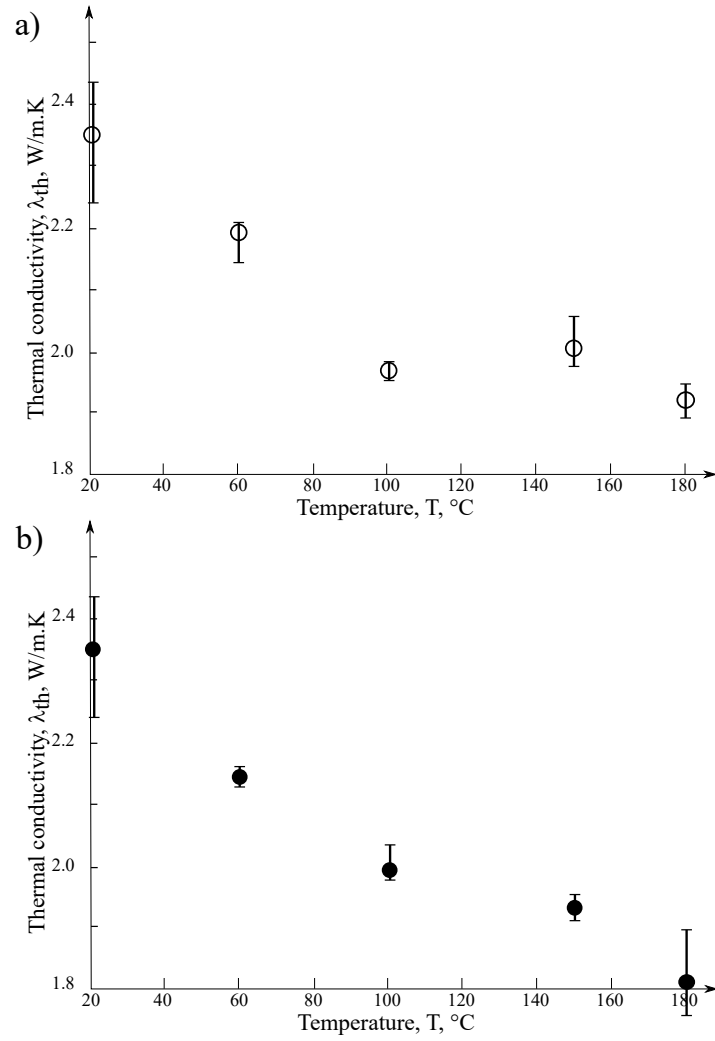 a)
Thermal conductivity, λth, W/m.K
2.4
2.2
2.0
1.8
20 40 60 80 100 120 140 160 180
Temperature, T, °C
b)
Thermal conductivity, λth, W/m.K
2.4
2.2
2.0
1.8
20 40 60 80 100 120 140 160 180
Temperature, T, °C